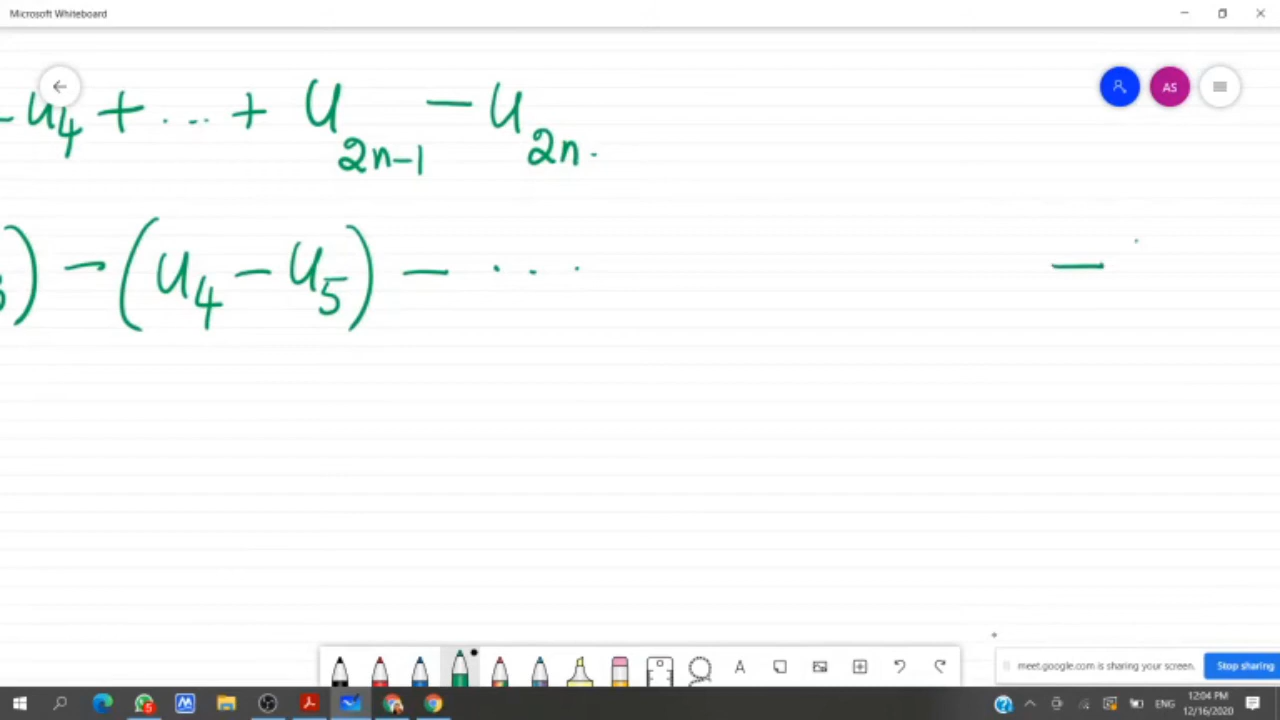 Microsoft Whiteboard
- u₄ + ... + u₂ₙ₋₁ - u₂ₙ.
) - (u₄ - u₅) - ... -
AS
A
meet.google.com is sharing your screen. Stop sharing
5
ENG
12:04 PM
12/16/2020